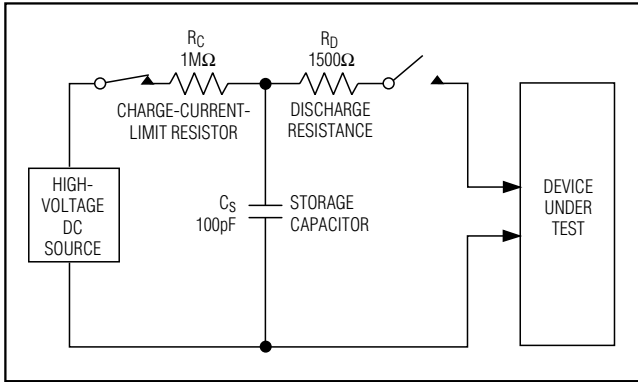 RC
1MΩ
CHARGE-CURRENT-
LIMIT RESISTOR
RD
1500Ω
DISCHARGE
RESISTANCE
HIGH-
VOLTAGE
DC
SOURCE
CS
100pF
STORAGE
CAPACITOR
DEVICE
UNDER
TEST